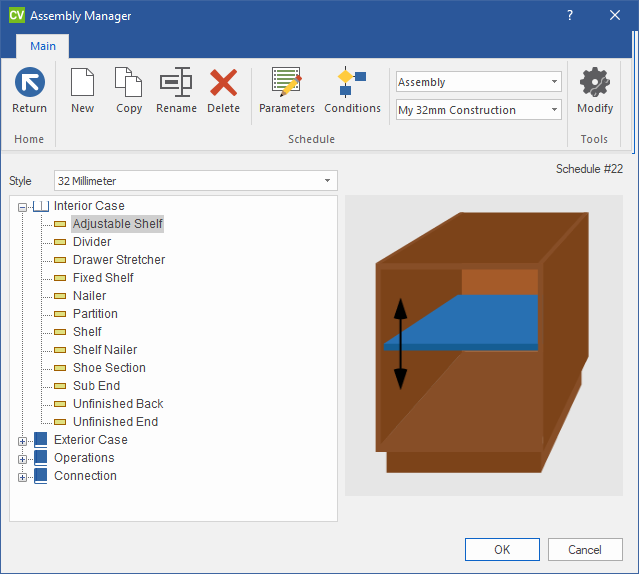 CV Assembly Manager ?
Main
Return
New
Copy
Rename
Delete
Parameters
Conditions
Assembly
My 32mm Construction
Modify
Home
Schedule
Tools
Schedule #22
Style
32 Millimeter
Interior Case
Adjustable Shelf
Divider
Drawer Stretcher
Fixed Shelf
Nailer
Partition
Shelf
Shelf Nailer
Shoe Section
Sub End
Unfinished Back
Unfinished End
Exterior Case
Operations
Connection
OK
Cancel